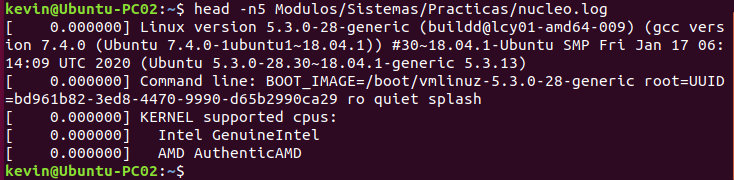 kevin@Ubuntu-PC02:~$ head -n5 Modulos/Sistemas/Practicas/nucleo.log
[    0.000000] Linux version 5.3.0-28-generic (buildd@lcy01-amd64-009) (gcc vers
ion 7.4.0 (Ubuntu 7.4.0-1ubuntu1~18.04.1)) #30~18.04.1-Ubuntu SMP Fri Jan 17 06:
14:09 UTC 2020 (Ubuntu 5.3.0-28.30~18.04.1-generic 5.3.13)
[    0.000000] Command line: BOOT_IMAGE=/boot/vmlinuz-5.3.0-28-generic root=UUID
=bd961b82-3ed8-4470-9990-d65b2990ca29 ro quiet splash
[    0.000000] KERNEL supported cpus:
[    0.000000]   Intel GenuineIntel
[    0.000000]   AMD AuthenticAMD
kevin@Ubuntu-PC02:~$